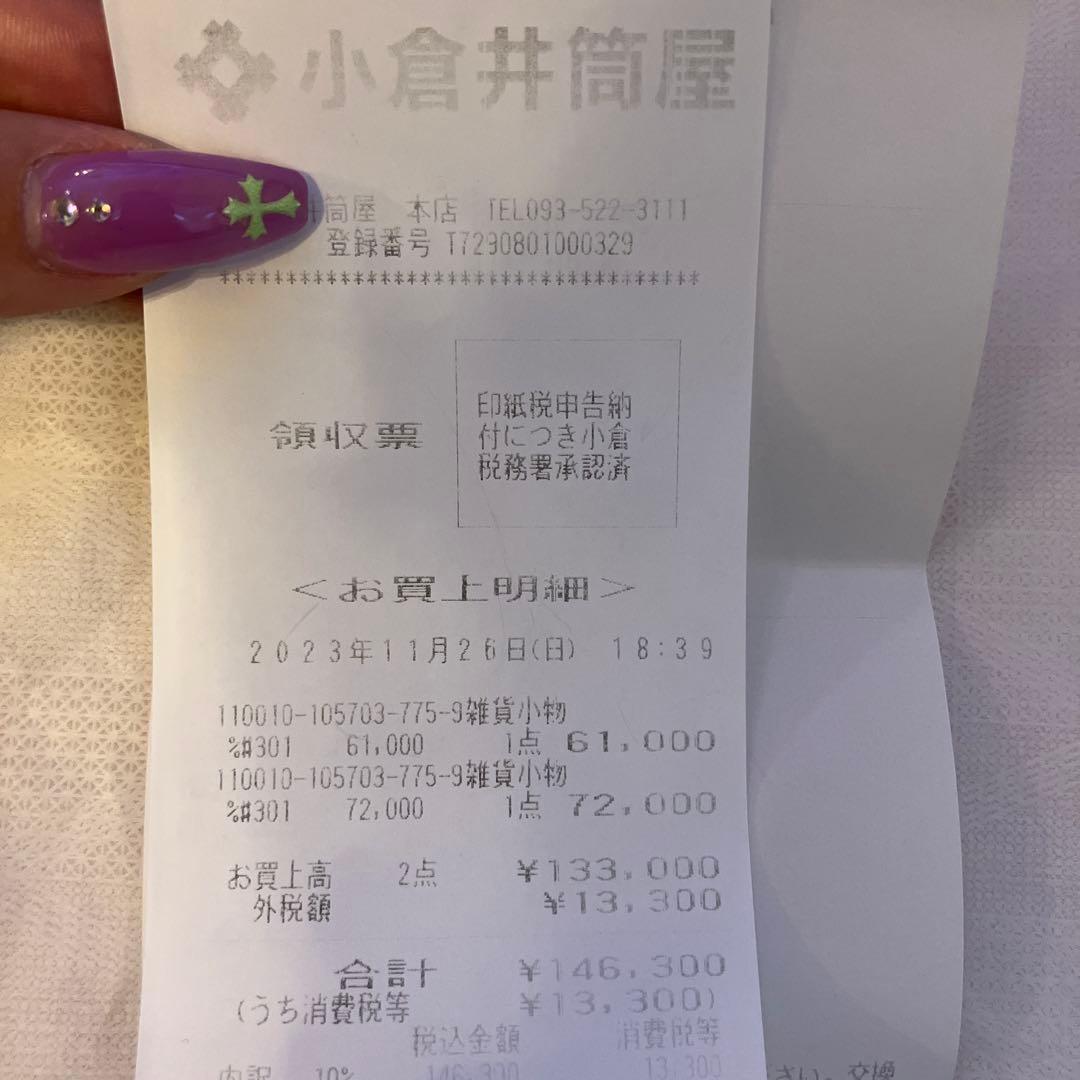 小倉井筒屋
筒屋 本店 TEL093-522-3111
登録番号 T7290801000329
***************************************
領収票
印紙税申告納
付につき小倉
税務署承認済
<お買上明細>
2023年11月26日(日) 18:39
110010-105703-775-9雑貨小物
%#301 61,000 1点 61,000
110010-105703-775-9雑貨小物
%#301 72,000 1点 72,000
お買上高 2点 ¥133,000
外税額 ¥13,300
合計 ¥146,300
(うち消費税等 ¥13,300)
税込金額 消費税等
内訳 10% 146,300 13,300
さい。交換